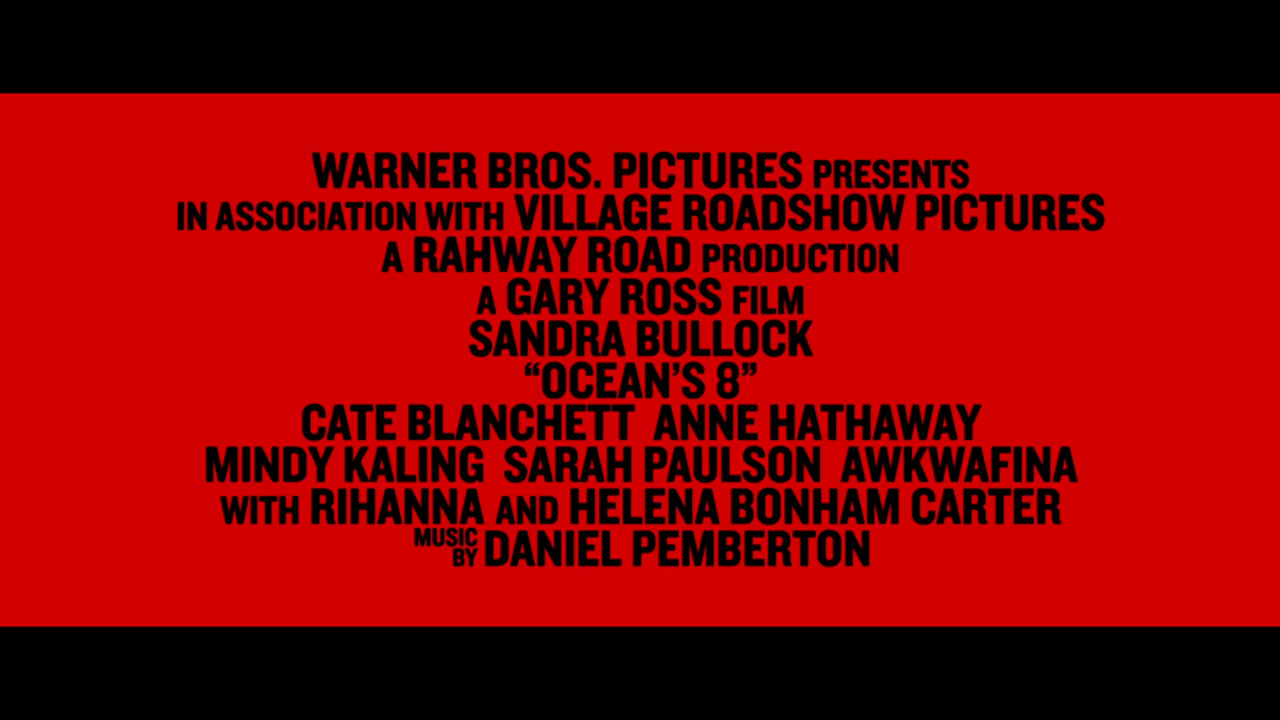 WARNER BROS. PICTURES PRESENTS
IN ASSOCIATION WITH VILLAGE ROADSHOW PICTURES
A RAHWAY ROAD PRODUCTION
A GARY ROSS FILM
SANDRA BULLOCK
“OCEAN’S 8”
CATE BLANCHETT ANNE HATHAWAY
MINDY KALING SARAH PAULSON AWKWAFINA
WITH RIHANNA AND HELENA BONHAM CARTER
MUSIC BY DANIEL PEMBERTON